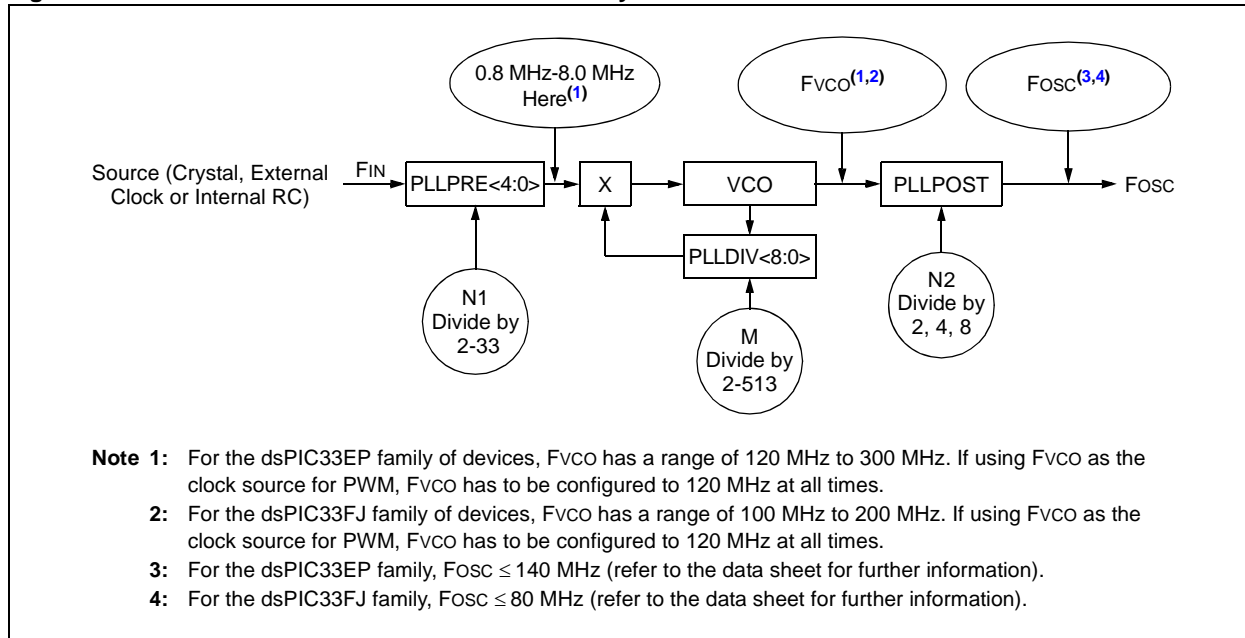 0.8 MHz-8.0 MHz
Here(1)
FVCO(1,2)
FOSC(3,4)
Source (Crystal, External
Clock or Internal RC)
FIN
PLLPRE<4:0>
X
VCO
PLLPOST
FOSC
PLLDIV<8:0>
N1
Divide by
2-33
M
Divide by
2-513
N2
Divide by
2, 4, 8
Note 1: For the dsPIC33EP family of devices, FVCO has a range of 120 MHz to 300 MHz. If using FVCO as the
clock source for PWM, FVCO has to be configured to 120 MHz at all times.
2: For the dsPIC33FJ family of devices, FVCO has a range of 100 MHz to 200 MHz. If using FVCO as the
clock source for PWM, FVCO has to be configured to 120 MHz at all times.
3: For the dsPIC33EP family, FOSC ≤ 140 MHz (refer to the data sheet for further information).
4: For the dsPIC33FJ family, FOSC ≤ 80 MHz (refer to the data sheet for further information).